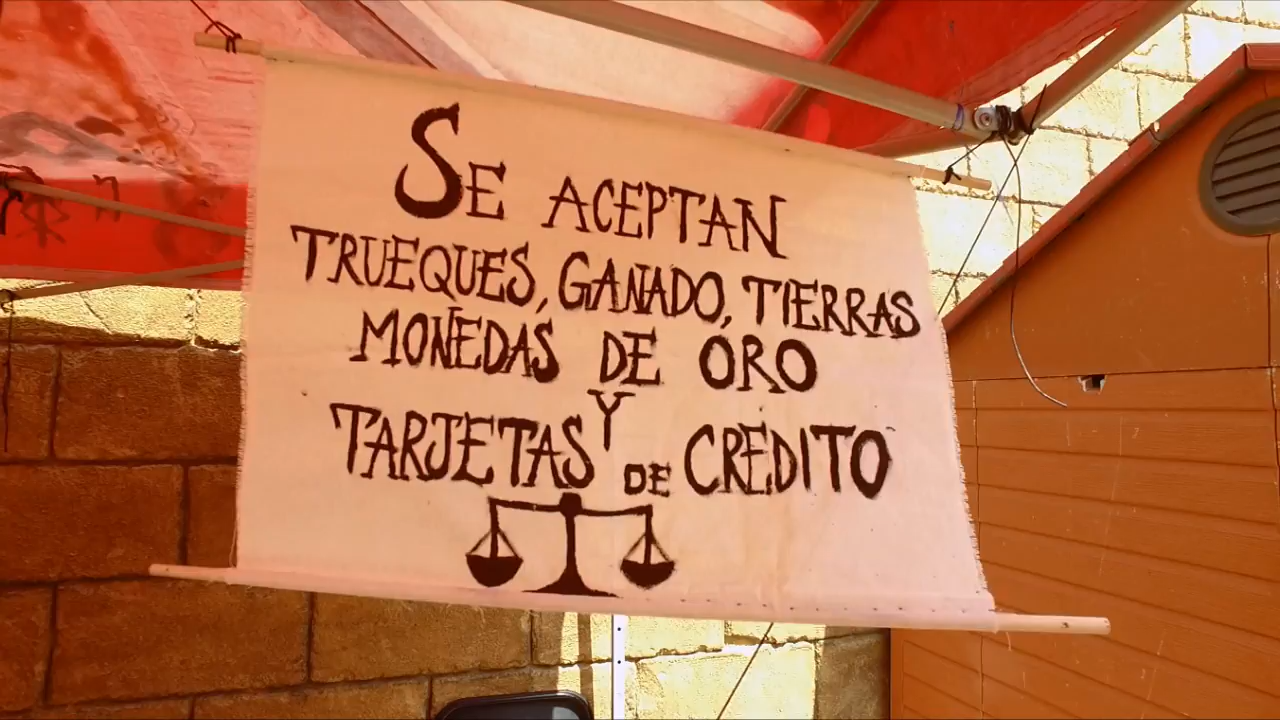 SE ACEPTAN
TRUEQUES, GANADO, TIERRAS
MONEDAS DE ORO
Y
TARJETAS DE CREDITO